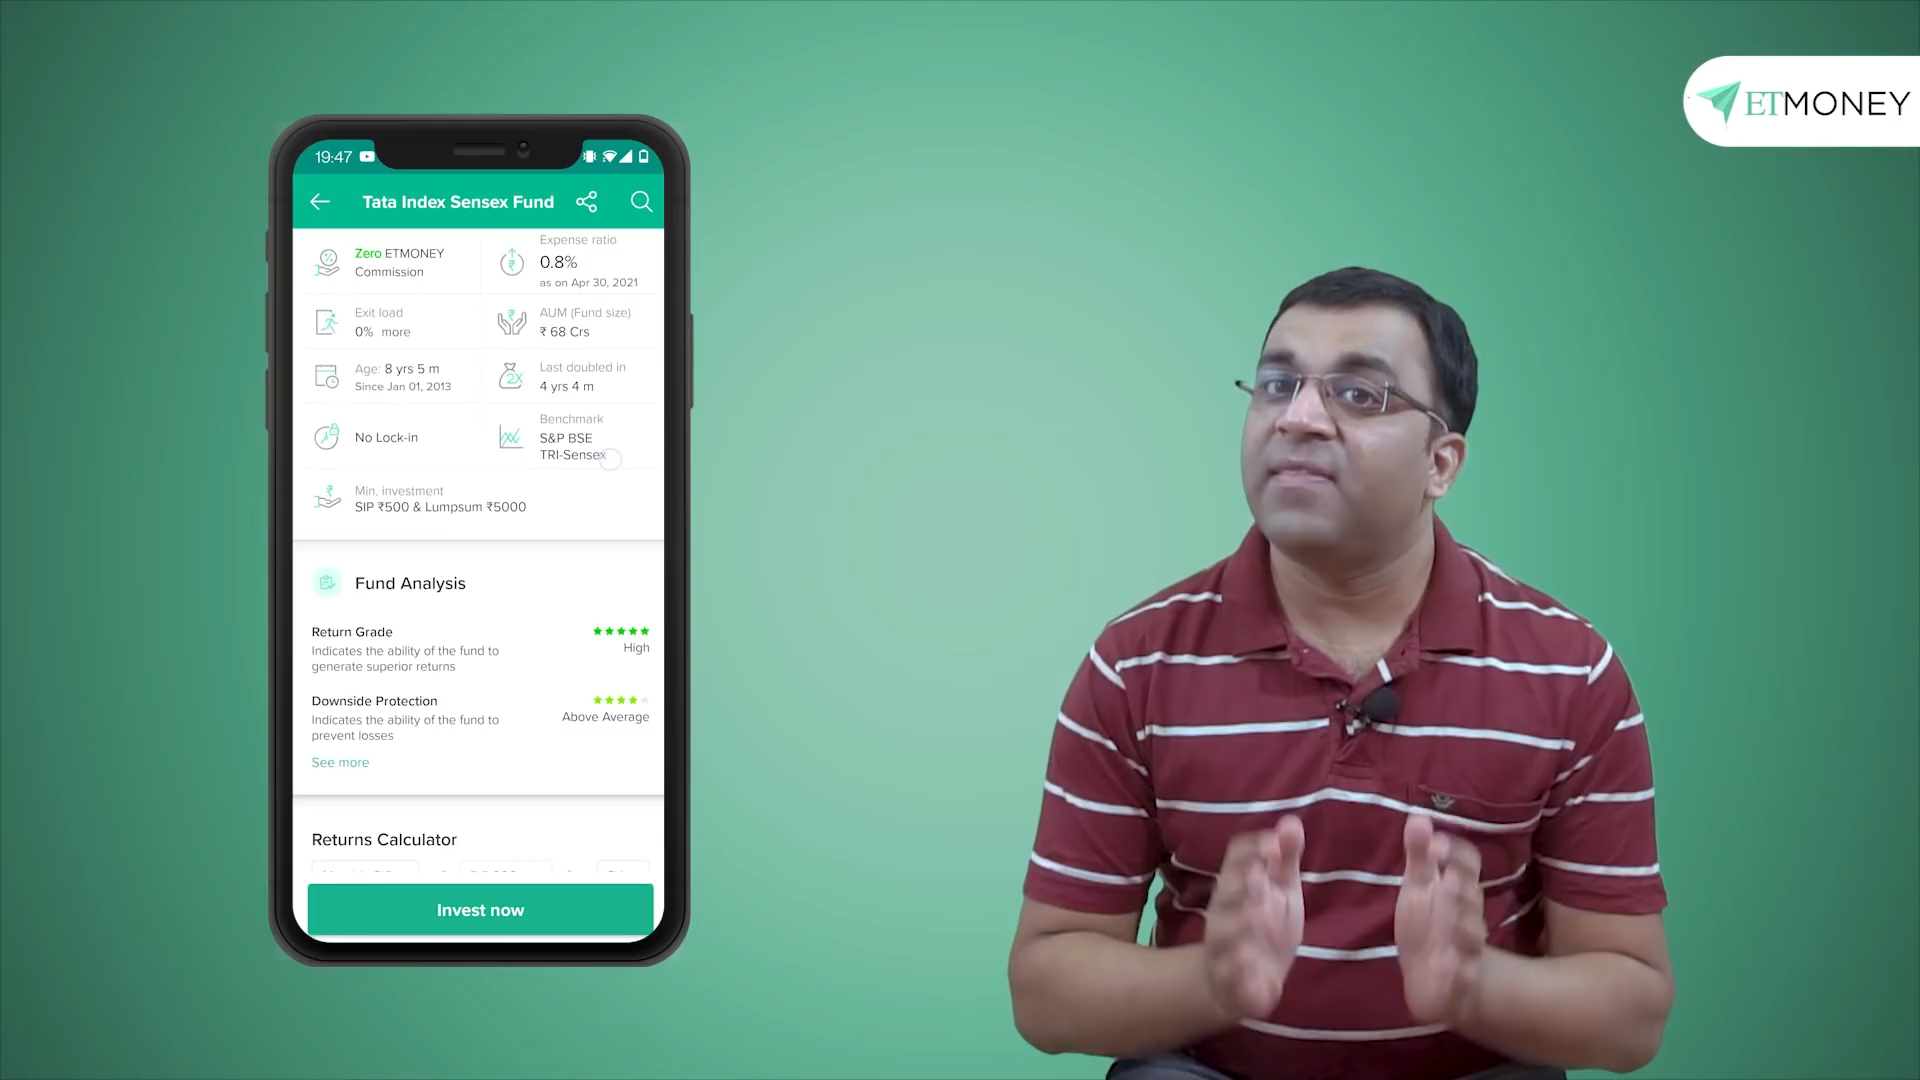 ETMONEY
19:47
Tata Index Sensex Fund
Zero ETMONEY
Commission
Expense ratio
0.8%
as on Apr 30, 2021
Exit load
0% more
AUM (Fund size)
₹ 68 Crs
Age: 8 yrs 5 m
Since Jan 01, 2013
Last doubled in
4 yrs 4 m
2X
No Lock-in
Benchmark
S&P BSE
TRI-Sensex
Min. investment
SIP ₹500 & Lumpsum ₹5000
Fund Analysis
Return Grade
Indicates the ability of the fund to
generate superior returns
High
Downside Protection
Indicates the ability of the fund to
prevent losses
Above Average
See more
Returns Calculator
Invest now